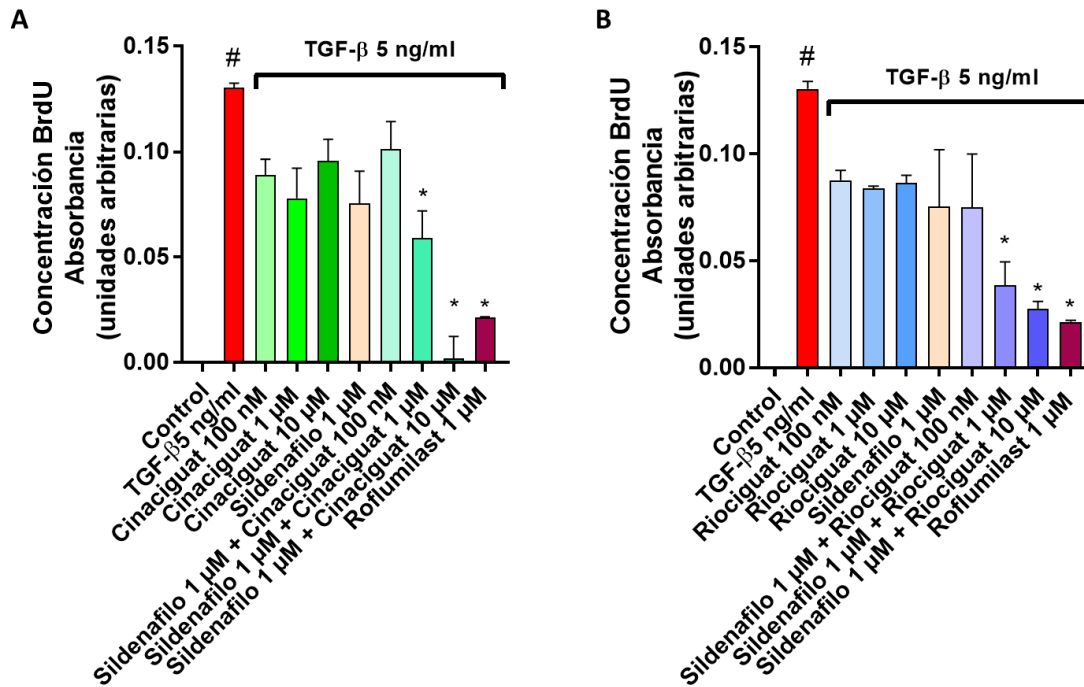 A
Concentración BrdU
Absorbancia
(unidades arbitrarias)
0.15
0.10
0.05
0.00
#
TGF-β 5 ng/ml
*
*
*
Control
TGF-β5 ng/ml
Cinaciguat 100 nM
Cinaciguat 1 µM
Cinaciguat 10 µM
Sildenafilo 1 µM
Sildenafilo 1 µM + Cinaciguat 100 nM
Sildenafilo 1 µM + Cinaciguat 1 µM
Sildenafilo 1 µM + Cinaciguat 10 µM
Roflumilast 1 µM
B
Concentración BrdU
Absorbancia
(unidades arbitrarias)
0.15
0.10
0.05
0.00
#
TGF-β 5 ng/ml
*
*
*
Control
TGF-β5 ng/ml
Riociguat 100 nM
Riociguat 1 µM
Riociguat 10 µM
Sildenafilo 1 µM
Sildenafilo 1 µM + Riociguat 100 nM
Sildenafilo 1 µM + Riociguat 1 µM
Sildenafilo 1 µM + Riociguat 10 µM
Roflumilast 1 µM